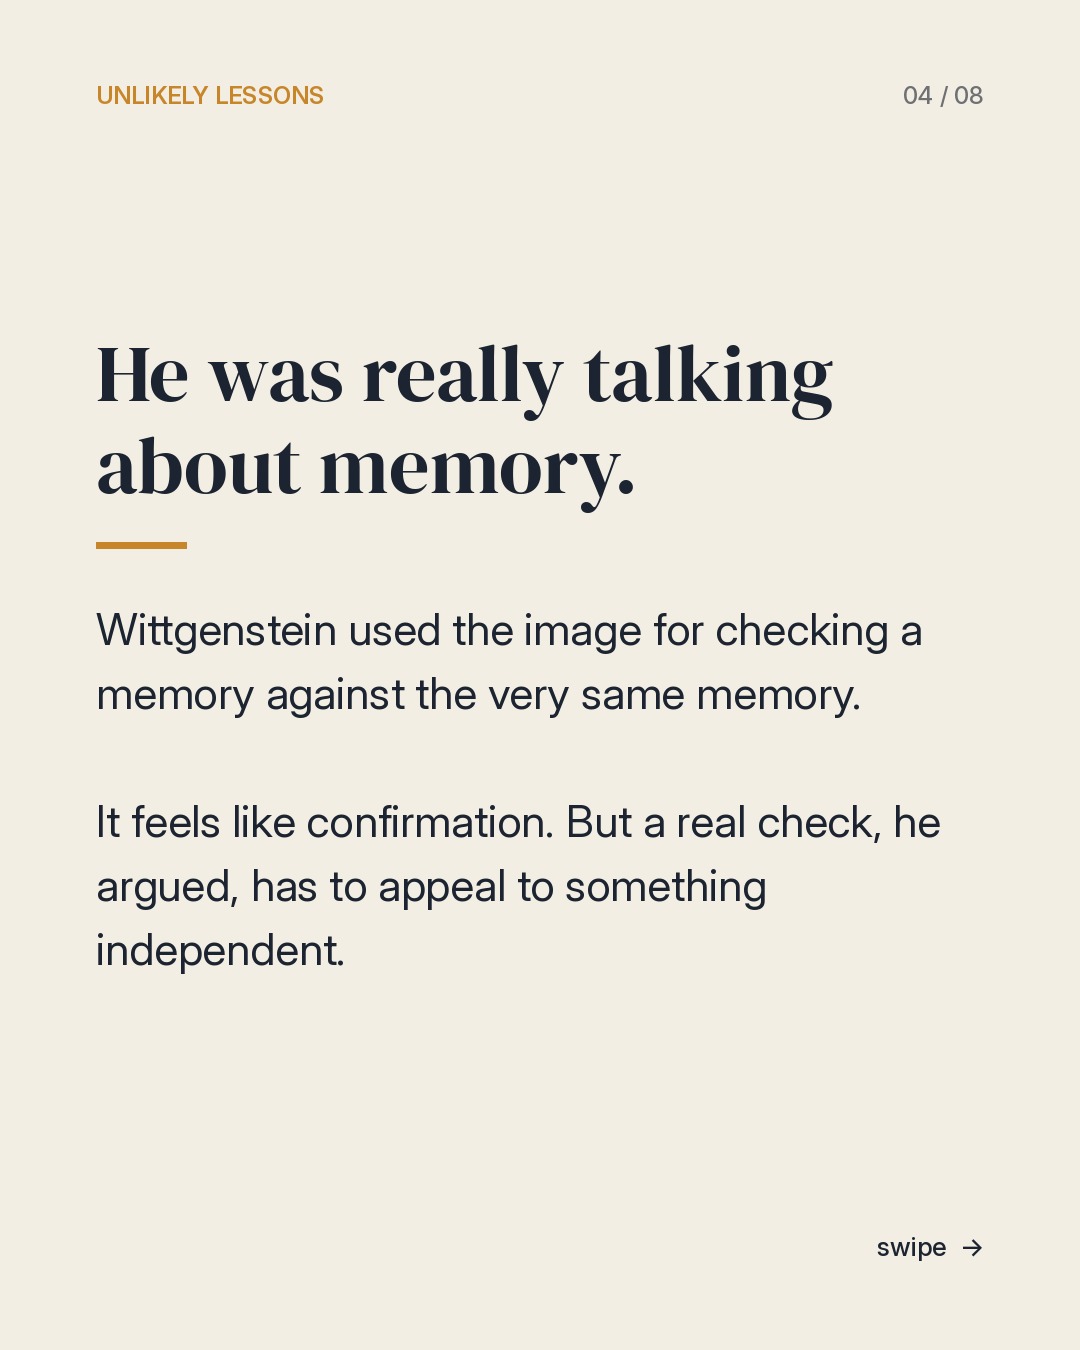 UNLIKELY LESSONS
04 / 08
He was really talking
about memory.
Wittgenstein used the image for checking a
memory against the very same memory.
It feels like confirmation. But a real check, he
argued, has to appeal to something
independent.
swipe →